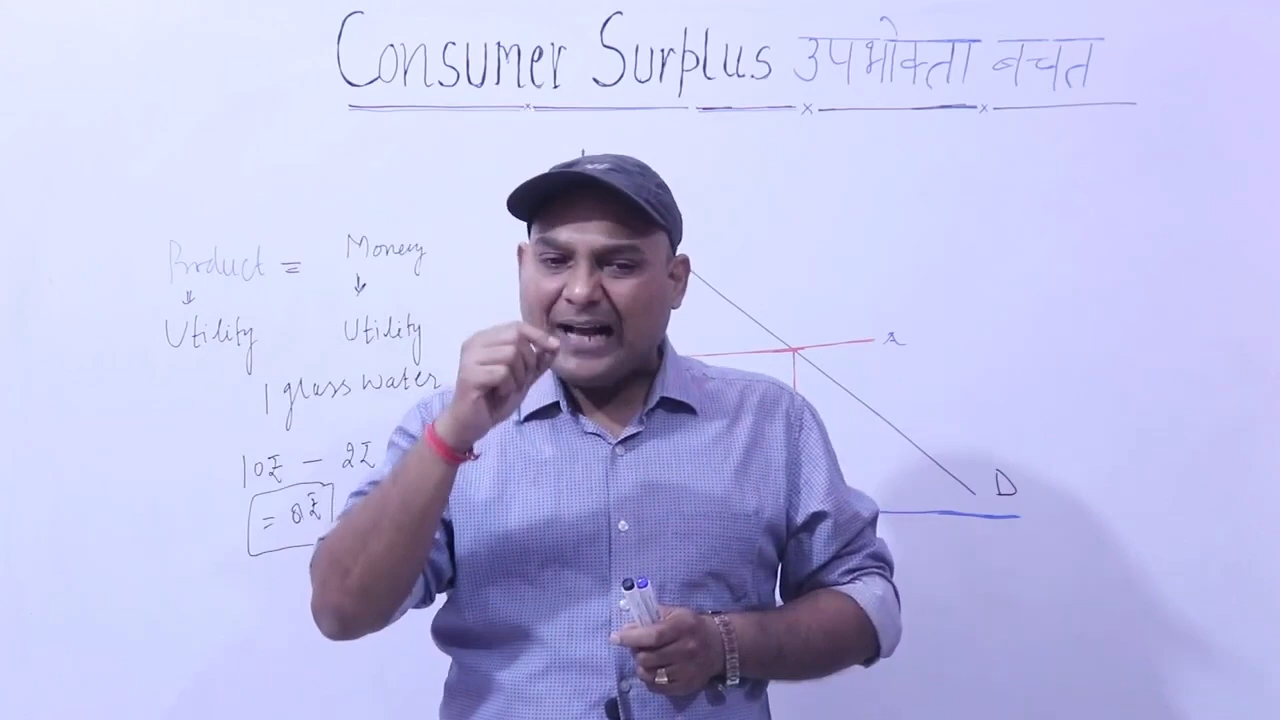 Consumer Surplus उपभोक्ता बचत
Product = Money
Utility Utility
1 glass water
10₹ - 2₹
= 8₹
D